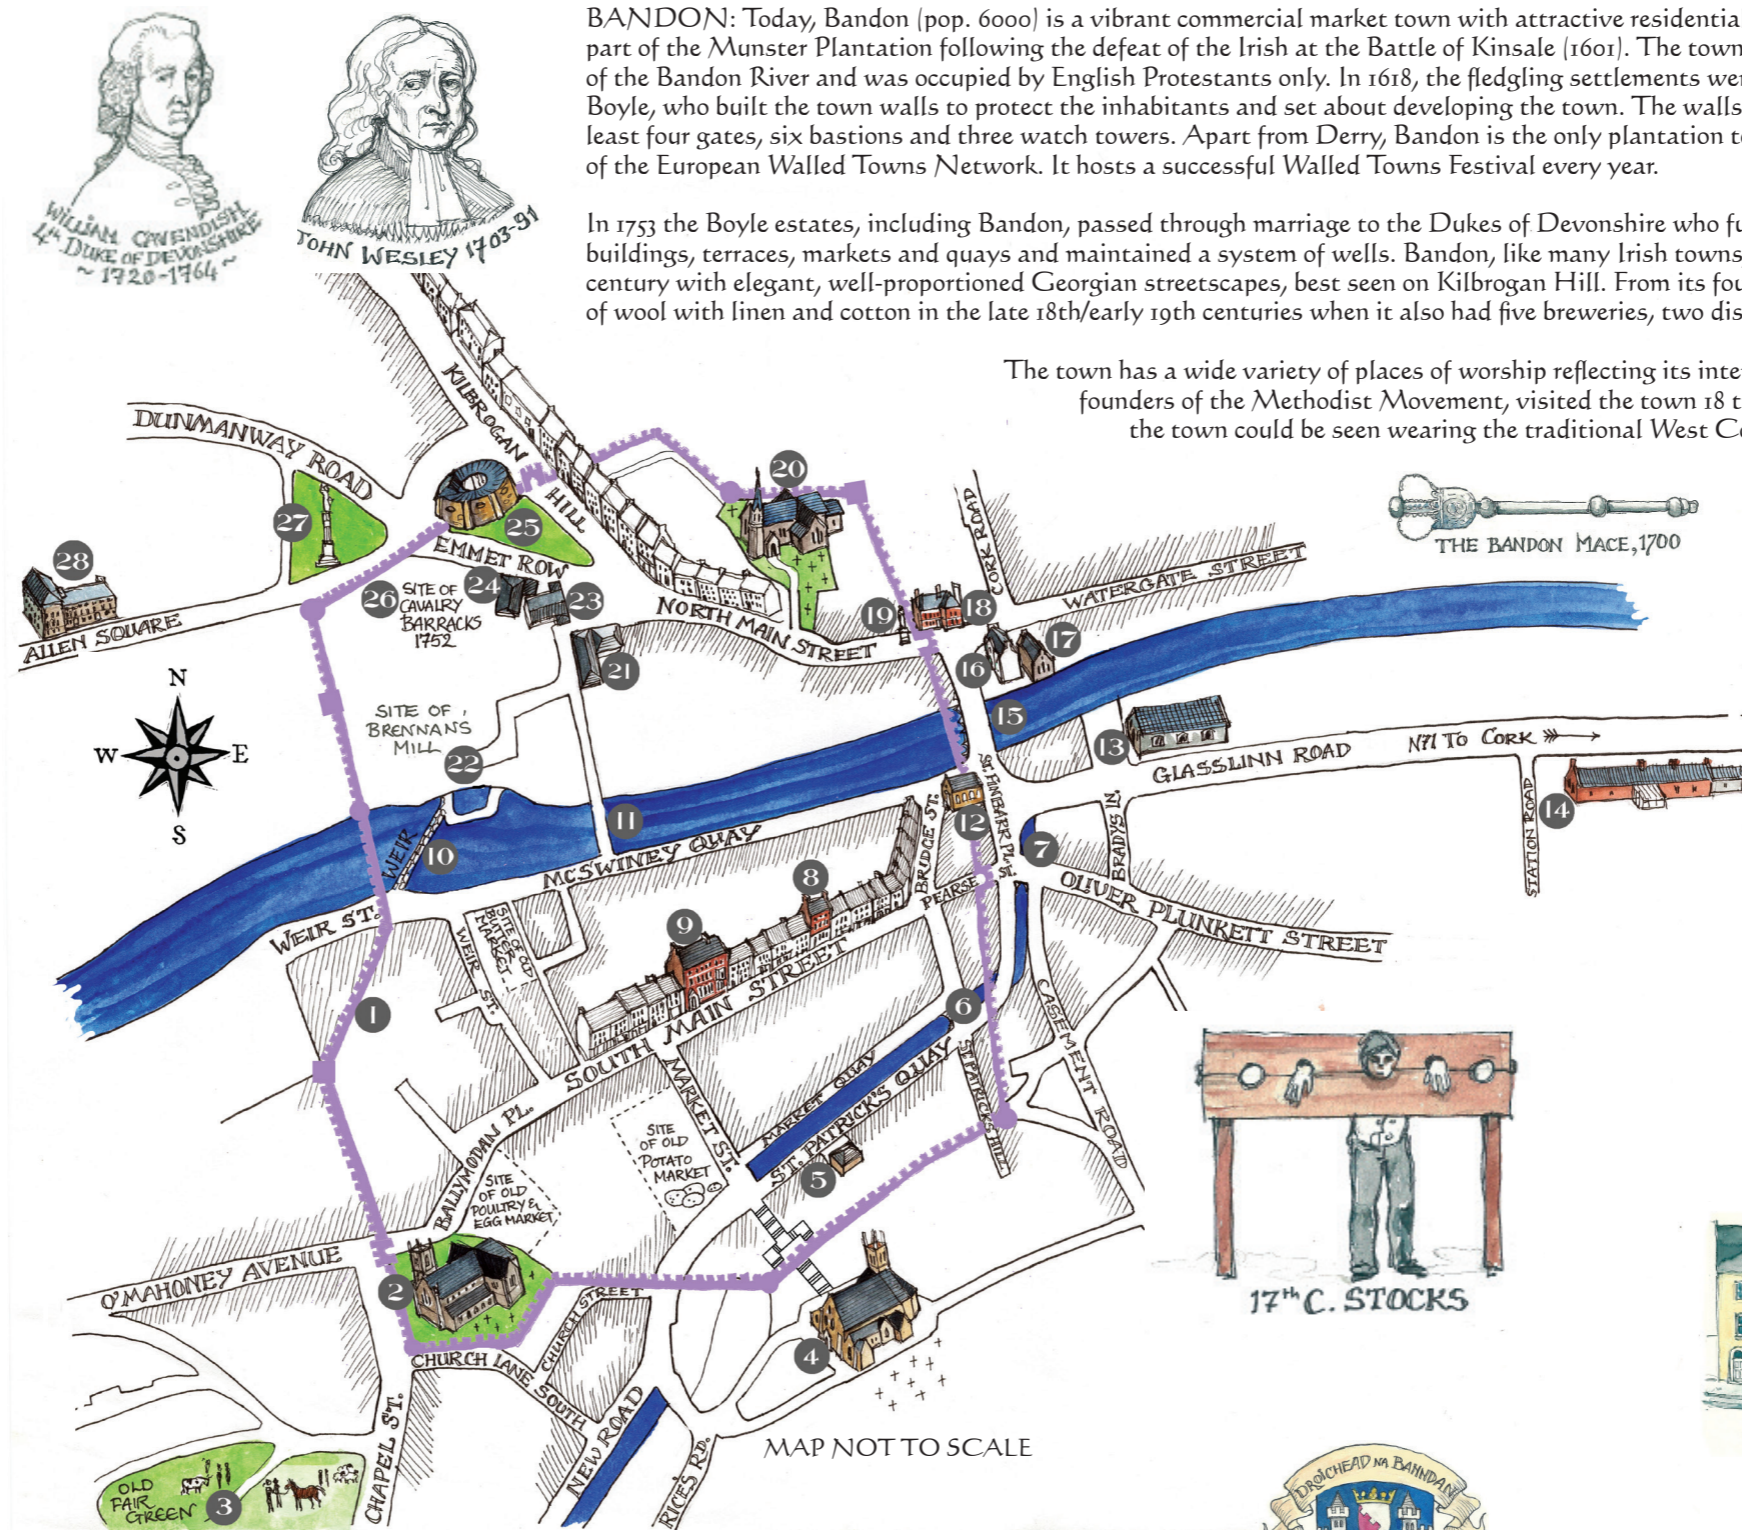 BANDON: Today, Bandon (pop. 6000) is a vibrant commercial market town with attractive residentia
part of the Munster Plantation following the defeat of the Irish at the Battle of Kinsale (1601). The town
of the Bandon River and was occupied by English Protestants only. In 1618, the fledgling settlements wer
Boyle, who built the town walls to protect the inhabitants and set about developing the town. The walls
least four gates, six bastions and three watch towers. Apart from Derry, Bandon is the only plantation to
of the European Walled Towns Network. It hosts a successful Walled Towns Festival every year.
In 1753 the Boyle estates, including Bandon, passed through marriage to the Dukes of Devonshire who fu
buildings, terraces, markets and quays and maintained a system of wells. Bandon, like many Irish towns,
century with elegant, well-proportioned Georgian streetscapes, best seen on Kilbrogan Hill. From its fou
of wool with linen and cotton in the late 18th/early 19th centuries when it also had five breweries, two dis
The town has a wide variety of places of worship reflecting its inte
founders of the Methodist Movement, visited the town 18 t
the town could be seen wearing the traditional West Co
WILLIAM CAVENDISH
4th DUKE OF DEVONSHIRE
~ 1720-1764 ~
JOHN WESLEY 1703-91
THE BANDON MACE, 1700
KILBROGAN
HILL
DUNMANWAY ROAD
20
27
25
EMMET ROW
28
26
SITE OF
CAVALRY
BARRACKS
1752
24
23
CORK ROAD
WATERGATE STREET
NORTH MAIN STREET
19
18
ALLEN SQUARE
21
16
17
N
W
E
S
SITE OF
BRENNANS
MILL
22
15
13
GLASSLINN ROAD
N71 TO CORK
STATION ROAD
14
ST. FINBARR PL.
12
BRIDGE ST.
BRADYS LN.
11
WEIR
10
MCSWINEY QUAY
7
8
PEARSE
ST.
OLIVER PLUNKETT STREET
WEIR ST.
SITE OF OLD
BUTTER
MARKET
WEIR
ST.
9
SOUTH MAIN STREET
1
6
CASEMENT ROAD
MARKET ST.
MARKET QUAY
ST. PATRICK'S QUAY
ST. PATRICKS HILL
BALLYMODAN PL.
SITE
OF OLD
POTATO
MARKET
5
SITE
OF OLD
POULTRY &
EGG MARKET
17th C. STOCKS
O'MAHONEY AVENUE
2
CHURCH STREET
4
CHURCH LANE SOUTH
CHAPEL ST.
NEW ROAD
RICE'S RD.
MAP NOT TO SCALE
OLD
FAIR
GREEN
3
DROICHEAD NA BAHNDAN